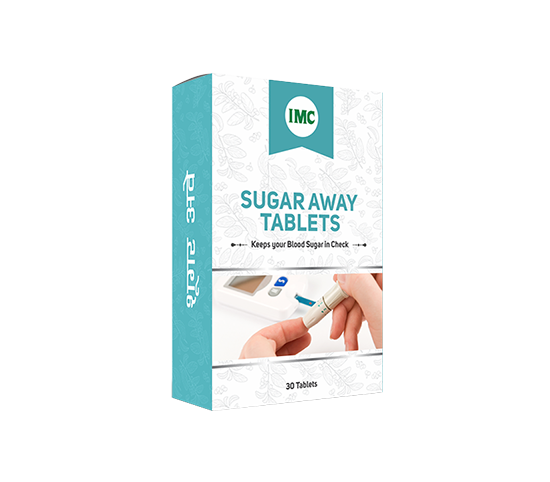 IMC
SUGAR AWAY
TABLETS
Keeps your Blood Sugar in Check
30 Tablets
शुगर अवे